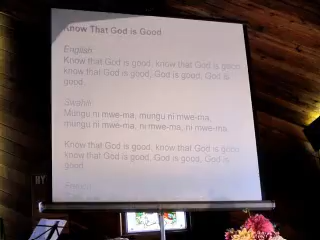 Know That God is Good
English
Know that God is good, know that God is good,
know that God is good, God is good, God is
good.
Swahili
Mungu ni mwe-ma, mungu ni mwe-ma,
mungu ni mwe-ma, ni mwe-ma, ni mwe-ma.
Know that God is good, know that God is good,
know that God is good, God is good, God is
good.
French
HY